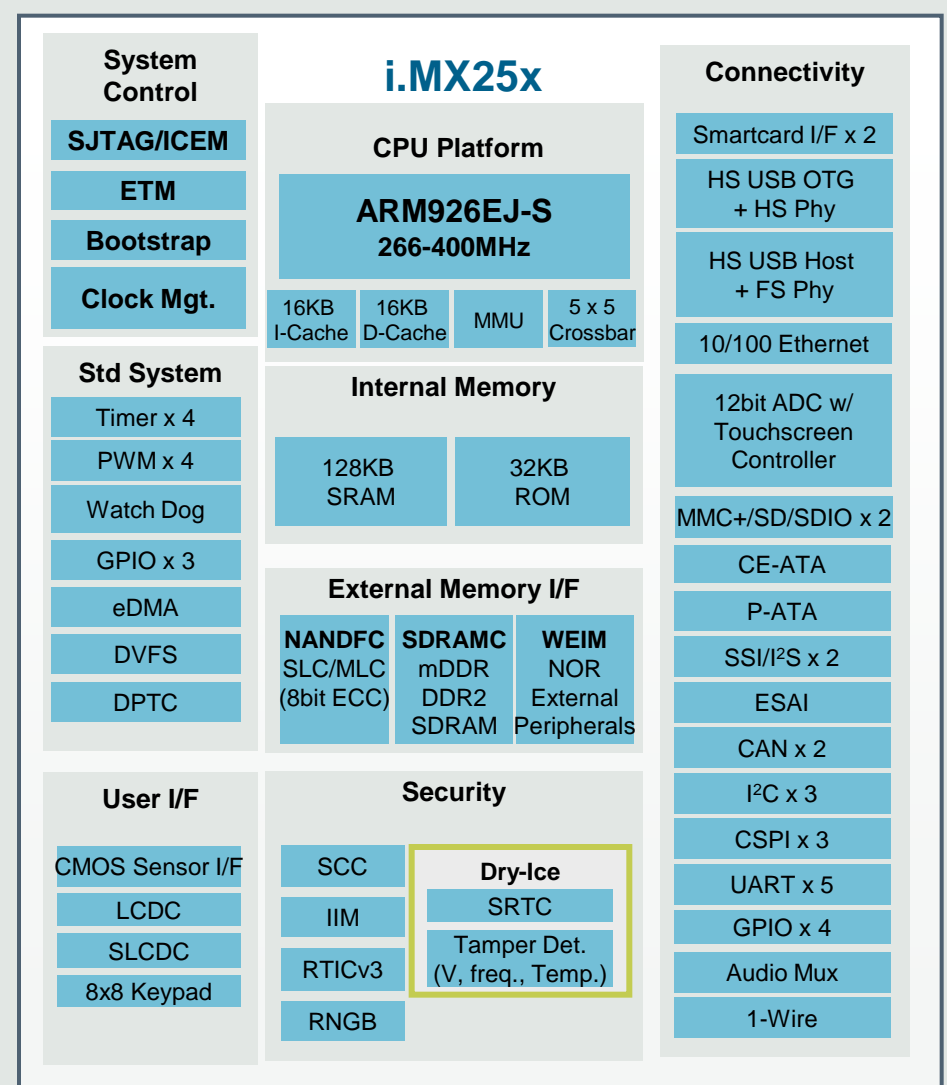 i.MX25x
System
Control
SJTAG/ICEM
ETM
Bootstrap
Clock Mgt.
Std System
Timer x 4
PWM x 4
Watch Dog
GPIO x 3
eDMA
DVFS
DPTC
User I/F
CMOS Sensor I/F
LCDC
SLCDC
8x8 Keypad
CPU Platform
ARM926EJ-S
266-400MHz
16KB
I-Cache
16KB
D-Cache
MMU
5 x 5
Crossbar
Internal Memory
128KB
SRAM
32KB
ROM
External Memory I/F
NANDFC
SLC/MLC
(8bit ECC)
SDRAMC
mDDR
DDR2
SDRAM
WEIM
NOR
External
Peripherals
Security
SCC
IIM
RTICv3
RNGB
Dry-Ice
SRTC
Tamper Det.
(V, freq., Temp.)
Connectivity
Smartcard I/F x 2
HS USB OTG
+ HS Phy
HS USB Host
+ FS Phy
10/100 Ethernet
12bit ADC w/
Touchscreen
Controller
MMC+/SD/SDIO x 2
CE-ATA
P-ATA
SSI/I²S x 2
ESAI
CAN x 2
I²C x 3
CSPI x 3
UART x 5
GPIO x 4
Audio Mux
1-Wire